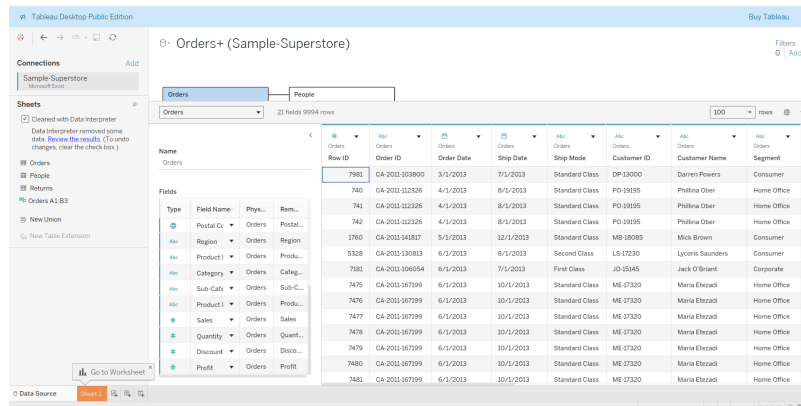 Tableau Desktop Public Edition
Buy Tableau
Connections Add
Sample-Superstore
Microsoft Excel
Sheets
Cleaned with Data Interpreter
Data Interpreter removed some
data. Review the results. (To undo
changes, clear the check box.)
Orders
People
Returns
Orders A1:B3
New Union
New Table Extension
Orders+ (Sample-Superstore)
Filters
0 Add
Orders People
Orders 21 fields 9994 rows 100 rows
Name
Orders
Fields
Type Field Name Phys... Rem...
Postal Cc Orders Postal...
Abc Region Orders Region
Abc Product I Orders Produ...
Abc Category Orders Categ...
Abc Sub-Cate Orders Sub-C...
Abc Product I Orders Produ...
# Sales Orders Sales
# Quantity Orders Quant...
# Discount Orders Disco...
# Profit Orders Profit
# Abc Abc Abc Abc Abc
Orders Orders Orders Orders Orders Orders Orders Orders
Row ID Order ID Order Date Ship Date Ship Mode Customer ID Customer Name Segment
7981 CA-2011-103800 3/1/2013 7/1/2013 Standard Class DP-13000 Darren Powers Consumer
740 CA-2011-112326 4/1/2013 8/1/2013 Standard Class PO-19195 Phillina Ober Home Office
741 CA-2011-112326 4/1/2013 8/1/2013 Standard Class PO-19195 Phillina Ober Home Office
742 CA-2011-112326 4/1/2013 8/1/2013 Standard Class PO-19195 Phillina Ober Home Office
1760 CA-2011-141817 5/1/2013 12/1/2013 Standard Class MB-18085 Mick Brown Consumer
5328 CA-2011-130813 6/1/2013 8/1/2013 Second Class LS-17230 Lycoris Saunders Consumer
7181 CA-2011-106054 6/1/2013 7/1/2013 First Class JO-15145 Jack O'Briant Corporate
7475 CA-2011-167199 6/1/2013 10/1/2013 Standard Class ME-17320 Maria Etezadi Home Office
7476 CA-2011-167199 6/1/2013 10/1/2013 Standard Class ME-17320 Maria Etezadi Home Office
7477 CA-2011-167199 6/1/2013 10/1/2013 Standard Class ME-17320 Maria Etezadi Home Office
7478 CA-2011-167199 6/1/2013 10/1/2013 Standard Class ME-17320 Maria Etezadi Home Office
7479 CA-2011-167199 6/1/2013 10/1/2013 Standard Class ME-17320 Maria Etezadi Home Office
7480 CA-2011-167199 6/1/2013 10/1/2013 Standard Class ME-17320 Maria Etezadi Home Office
7481 CA-2011-167199 6/1/2013 10/1/2013 Standard Class ME-17320 Maria Etezadi Home Office
Go to Worksheet
Data Source Sheet 1